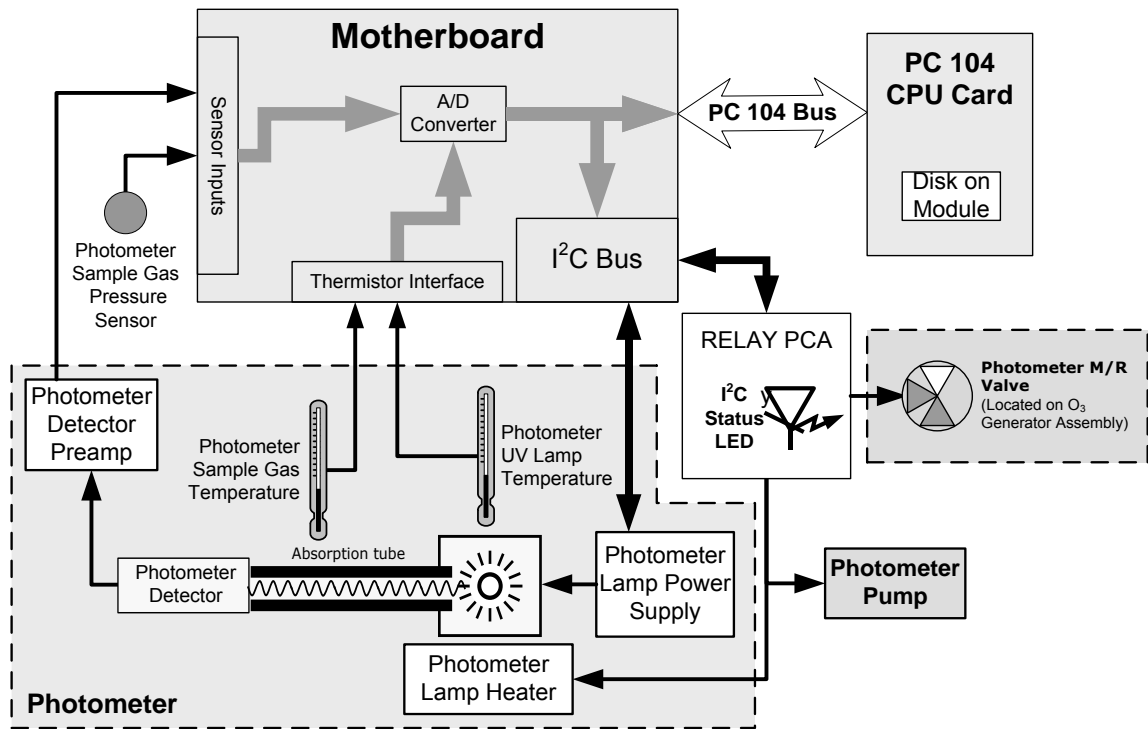 Motherboard
Sensor Inputs
A/D
Converter
PC 104 Bus
PC 104
CPU Card
Disk on
Module
Photometer
Sample Gas
Pressure
Sensor
Thermistor Interface
I²C Bus
RELAY PCA
I²C y
Status
LED
Photometer M/R
Valve
(Located on O₃
Generator Assembly)
Photometer
Detector
Preamp
Photometer
Sample Gas
Temperature
Photometer
UV Lamp
Temperature
Absorption tube
Photometer
Detector
Photometer
Lamp Power
Supply
Photometer
Pump
Photometer
Lamp Heater
Photometer